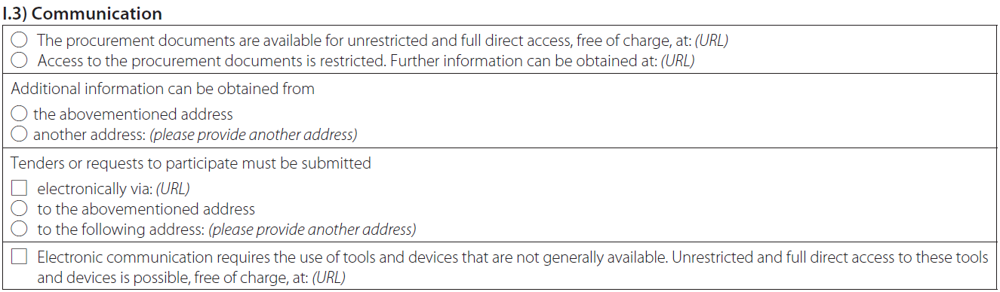 I.3) Communication
The procurement documents are available for unrestricted and full direct access, free of charge, at: (URL)
Access to the procurement documents is restricted. Further information can be obtained at: (URL)
Additional information can be obtained from
the abovementioned address
another address: (please provide another address)
Tenders or requests to participate must be submitted
electronically via: (URL)
to the abovementioned address
to the following address: (please provide another address)
Electronic communication requires the use of tools and devices that are not generally available. Unrestricted and full direct access to these tools
and devices is possible, free of charge, at: (URL)